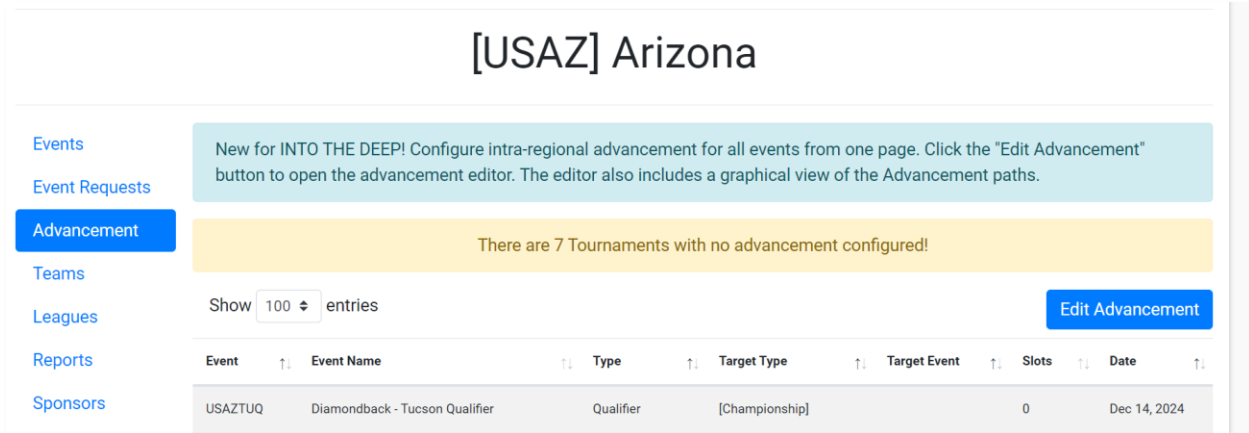 [USAZ] Arizona
Events
Event Requests
Advancement
Teams
Leagues
Reports
Sponsors
New for INTO THE DEEP! Configure intra-regional advancement for all events from one page. Click the "Edit Advancement"
button to open the advancement editor. The editor also includes a graphical view of the Advancement paths.
There are 7 Tournaments with no advancement configured!
Show 100 entries
Edit Advancement
Event Event Name Type Target Type Target Event Slots Date
USAZTUQ Diamondback - Tucson Qualifier Qualifier [Championship] 0 Dec 14, 2024